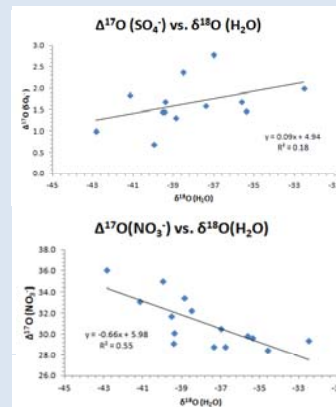 Δ¹⁷O (SO₄⁻) vs. δ¹⁸O (H₂O)
Δ¹⁷O (SO₄⁻)
3.0
2.5
2.0
1.5
1.0
0.5
0.0
y = 0.09x + 4.94
R² = 0.18
-45 -43 -41 -39 -37 -35 -33
δ¹⁸O (H₂O)
Δ¹⁷O(NO₃⁻) vs. δ¹⁸O(H₂O)
Δ¹⁷O (NO₃⁻)
38.0
36.0
34.0
32.0
30.0
28.0
26.0
y = -0.66x + 5.98
R² = 0.55
-45 -43 -41 -39 -37 -35 -33
δ¹⁸O (H₂O)